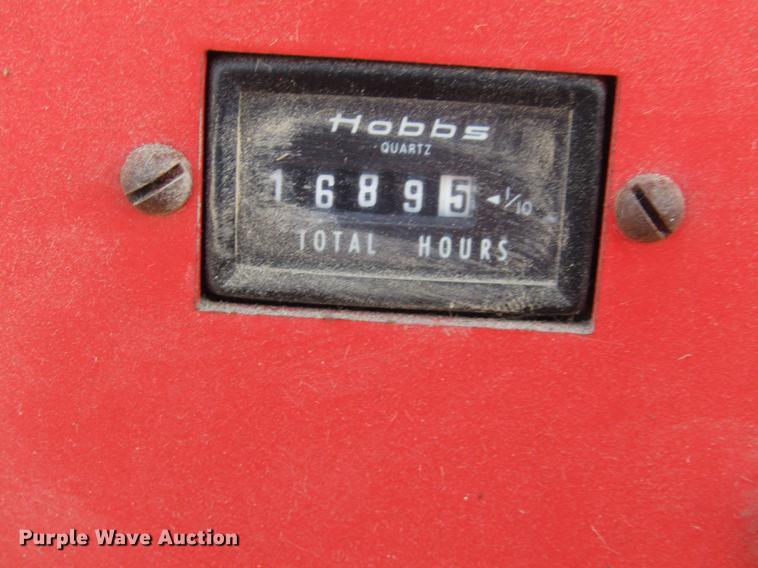 Hobbs
QUARTZ
16895 ◄1/10
TOTAL HOURS
Purple Wave Auction